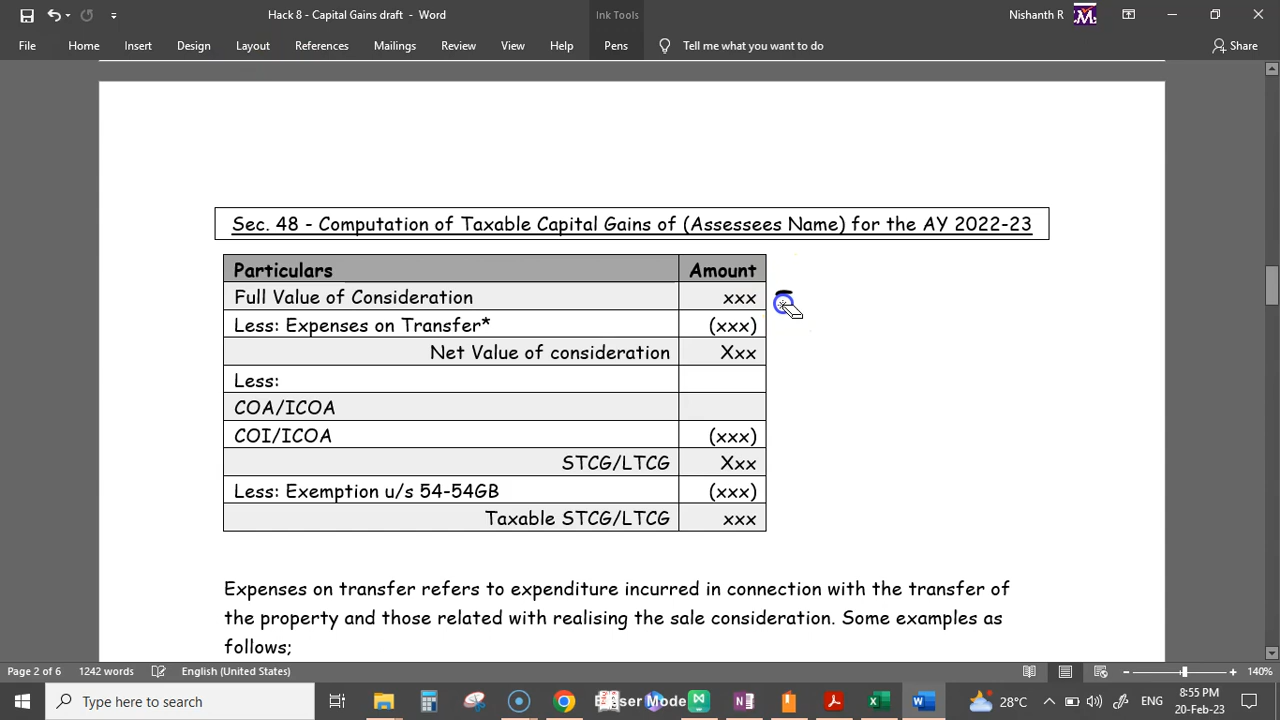 Hack 8 - Capital Gains draft - Word
Ink Tools
Nishanth R
File Home Insert Design Layout References Mailings Review View Help Pens Tell me what you want to do Share
Sec. 48 - Computation of Taxable Capital Gains of (Assessees Name) for the AY 2022-23
Particulars Amount
Full Value of Consideration xxx
Less: Expenses on Transfer* (xxx)
Net Value of consideration Xxx
Less:
COA/ICOA
COI/ICOA (xxx)
STCG/LTCG Xxx
Less: Exemption u/s 54-54GB (xxx)
Taxable STCG/LTCG xxx
Expenses on transfer refers to expenditure incurred in connection with the transfer of
the property and those related with realising the sale consideration. Some examples as
follows;
Page 2 of 6 1242 words English (United States) 140%
Type here to search
28°C
ENG
8:55 PM
20-Feb-23